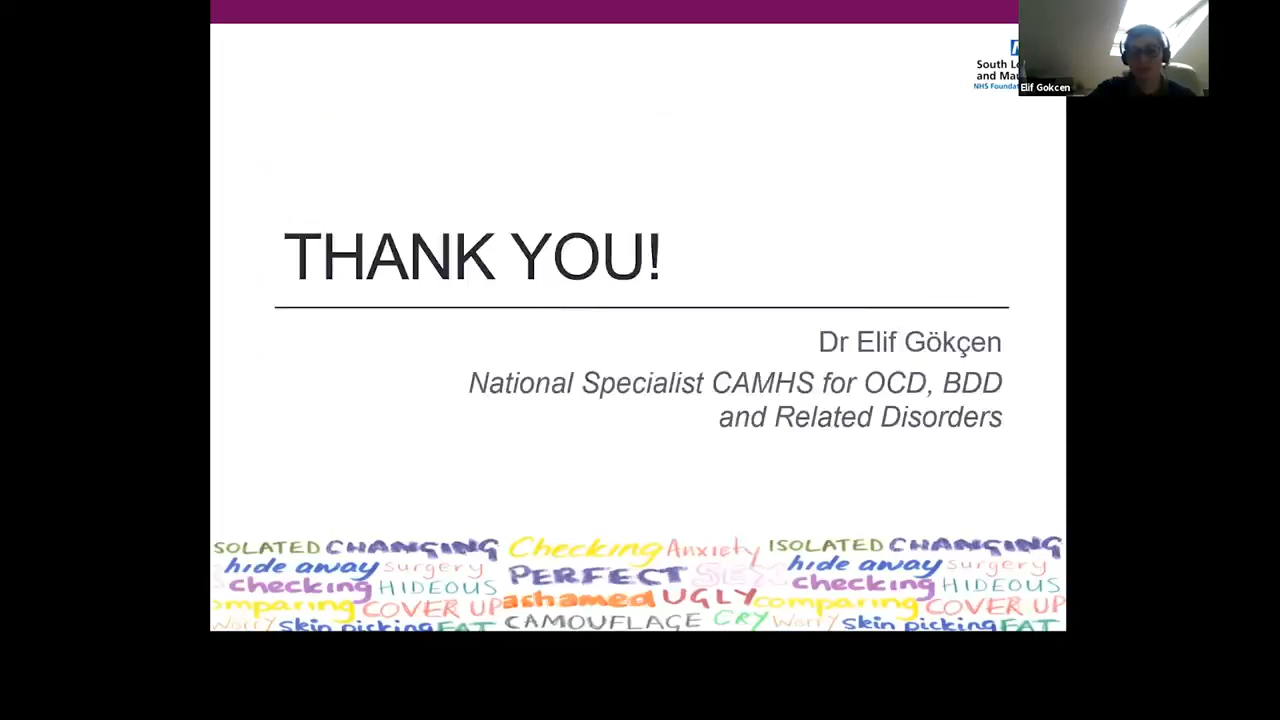 South Lo
and Mau
NHS Foundat
Elif Gokcen
THANK YOU!
Dr Elif Gökçen
National Specialist CAMHS for OCD, BDD
and Related Disorders
ISOLATED CHANGING Checking Anxiety ISOLATED CHANGING
hide away surgery PERFECT hide away surgery
checking HIDEOUS ashamed UGLY checking HIDEOUS
omparing COVER UP CAMOUFLAGE CRY comparing COVER UP
Worry skin picking FAT Worry skin picking FAT